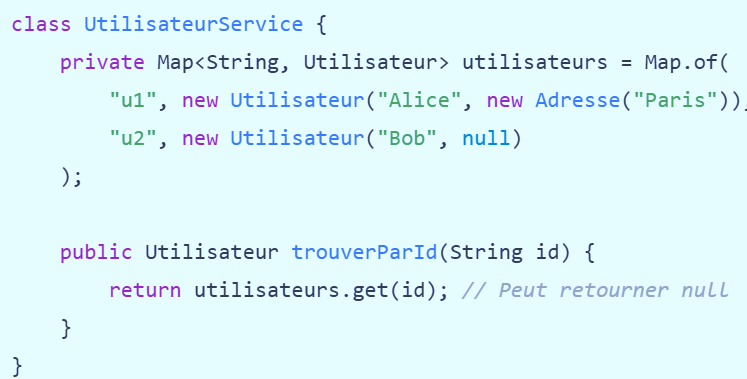 class UtilisateurService {
    private Map<String, Utilisateur> utilisateurs = Map.of(
        "u1", new Utilisateur("Alice", new Adresse("Paris")),
        "u2", new Utilisateur("Bob", null)
    );

    public Utilisateur trouverParId(String id) {
        return utilisateurs.get(id); // Peut retourner null
    }
}